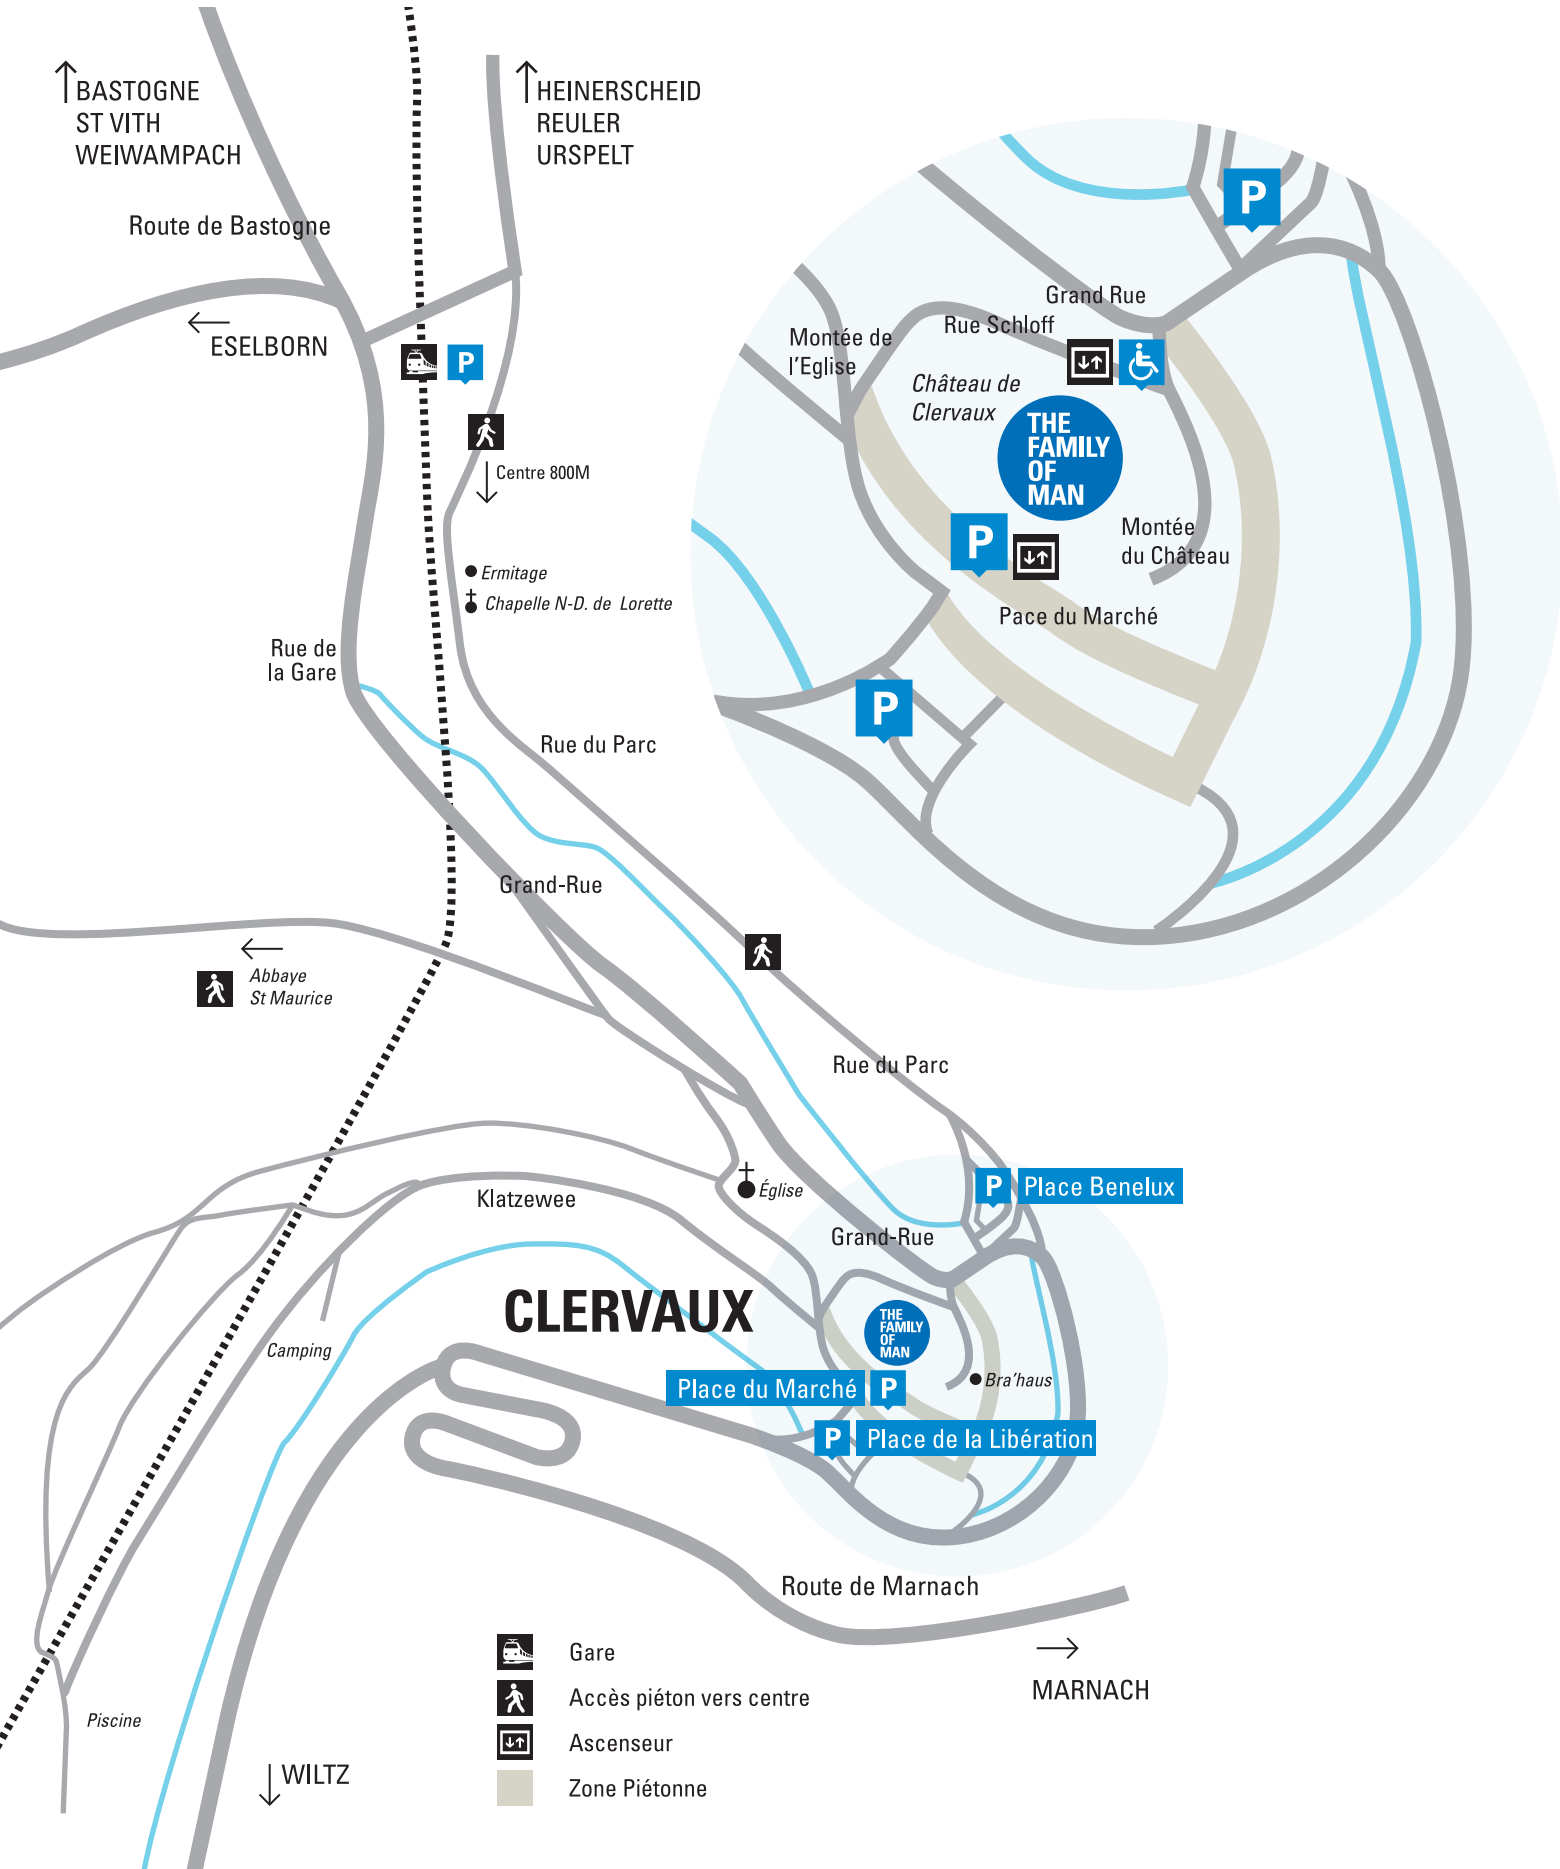 BASTOGNE
ST VITH
WEIWAMPACH
HEINERSCHEID
REULER
URSPELT
Route de Bastogne
ESELBORN
P
Centre 800M
Ermitage
Chapelle N-D. de Lorette
Rue de
la Gare
Rue du Parc
Grand-Rue
Abbaye
St Maurice
P
Grand Rue
Rue Schloff
Montée de
l'Eglise
Château de
Clervaux
THE
FAMILY
OF
MAN
P
Montée
du Château
Pace du Marché
P
Rue du Parc
P
Place Benelux
Église
Klatzewee
Grand-Rue
CLERVAUX
THE
FAMILY
OF
MAN
Camping
Place du Marché
P
Bra'haus
P
Place de la Libération
Route de Marnach
MARNACH
Piscine
WILTZ
Gare
Accès piéton vers centre
Ascenseur
Zone Piétonne